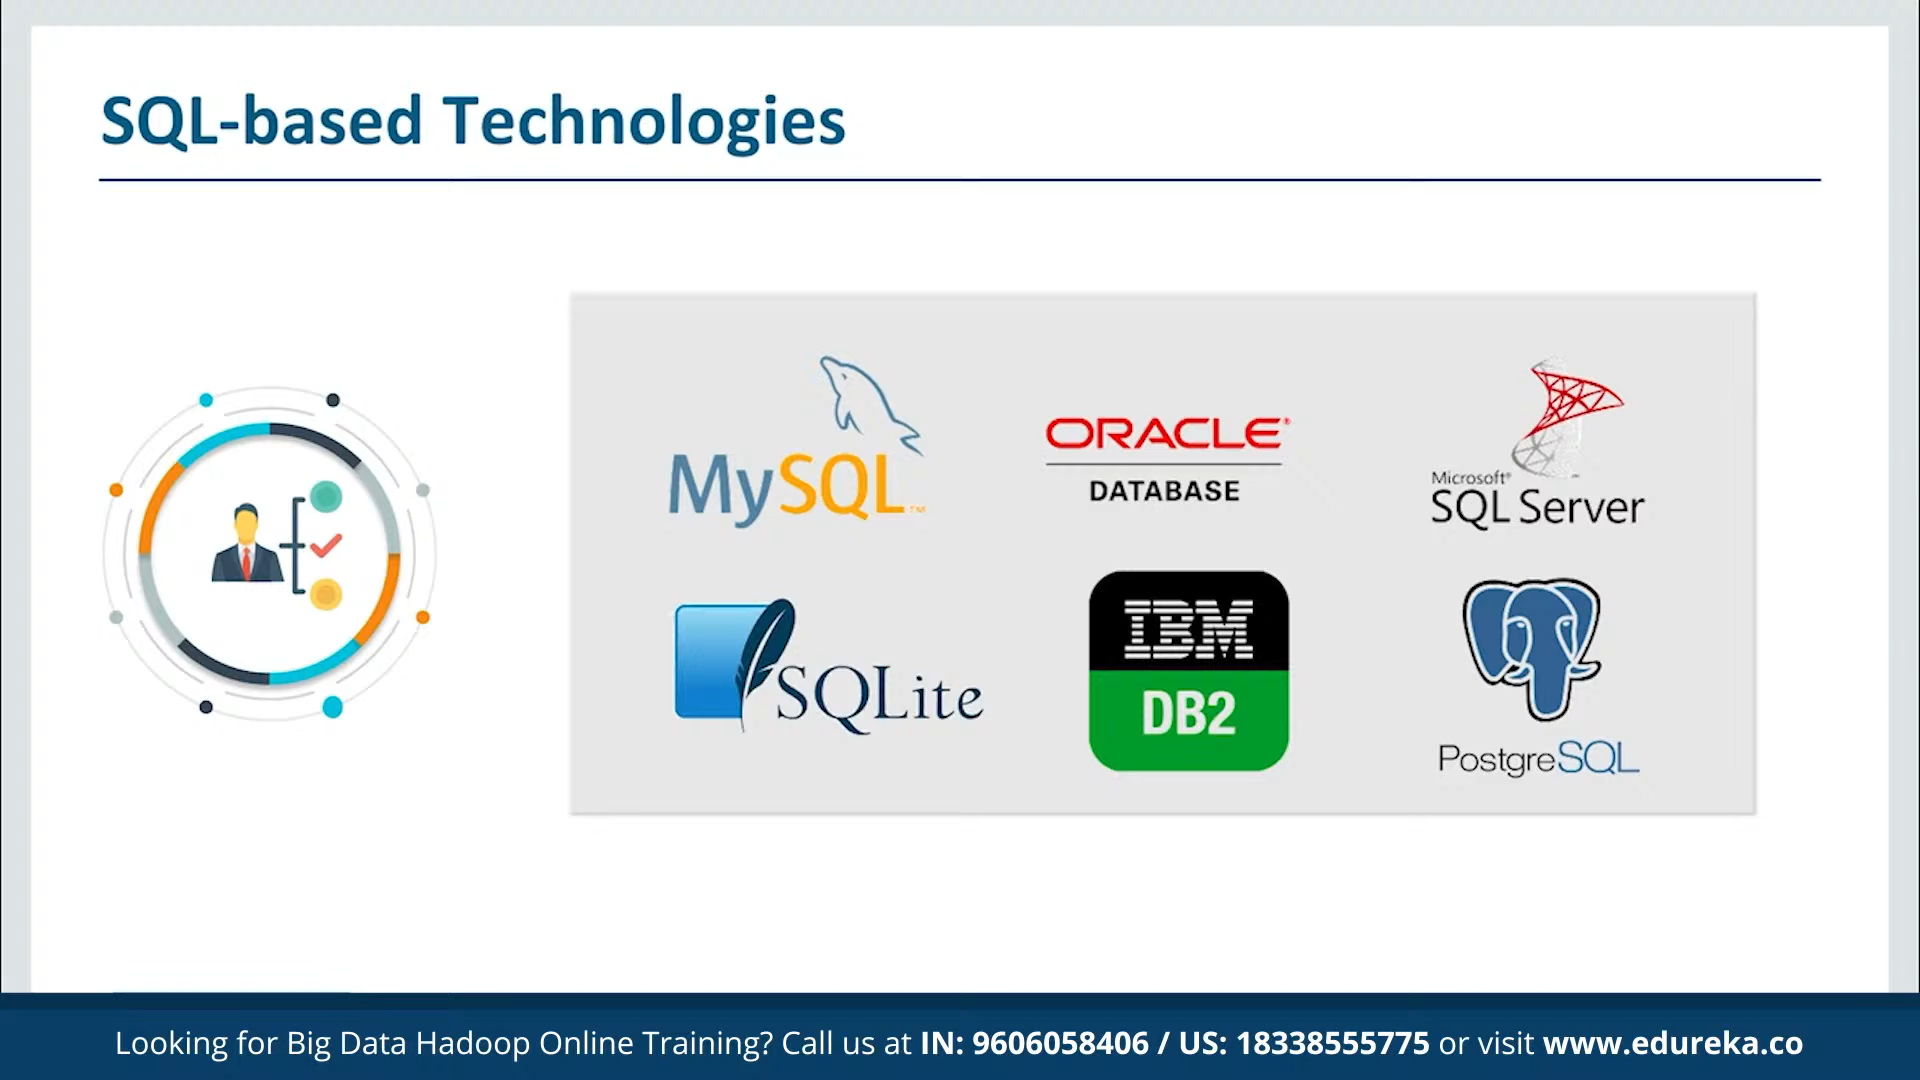 SQL-based Technologies
MySQL™
ORACLE®
DATABASE
Microsoft®
SQL Server
SQLite
IBM
DB2
PostgreSQL
Looking for Big Data Hadoop Online Training? Call us at IN: 9606058406 / US: 18338555775 or visit www.edureka.co